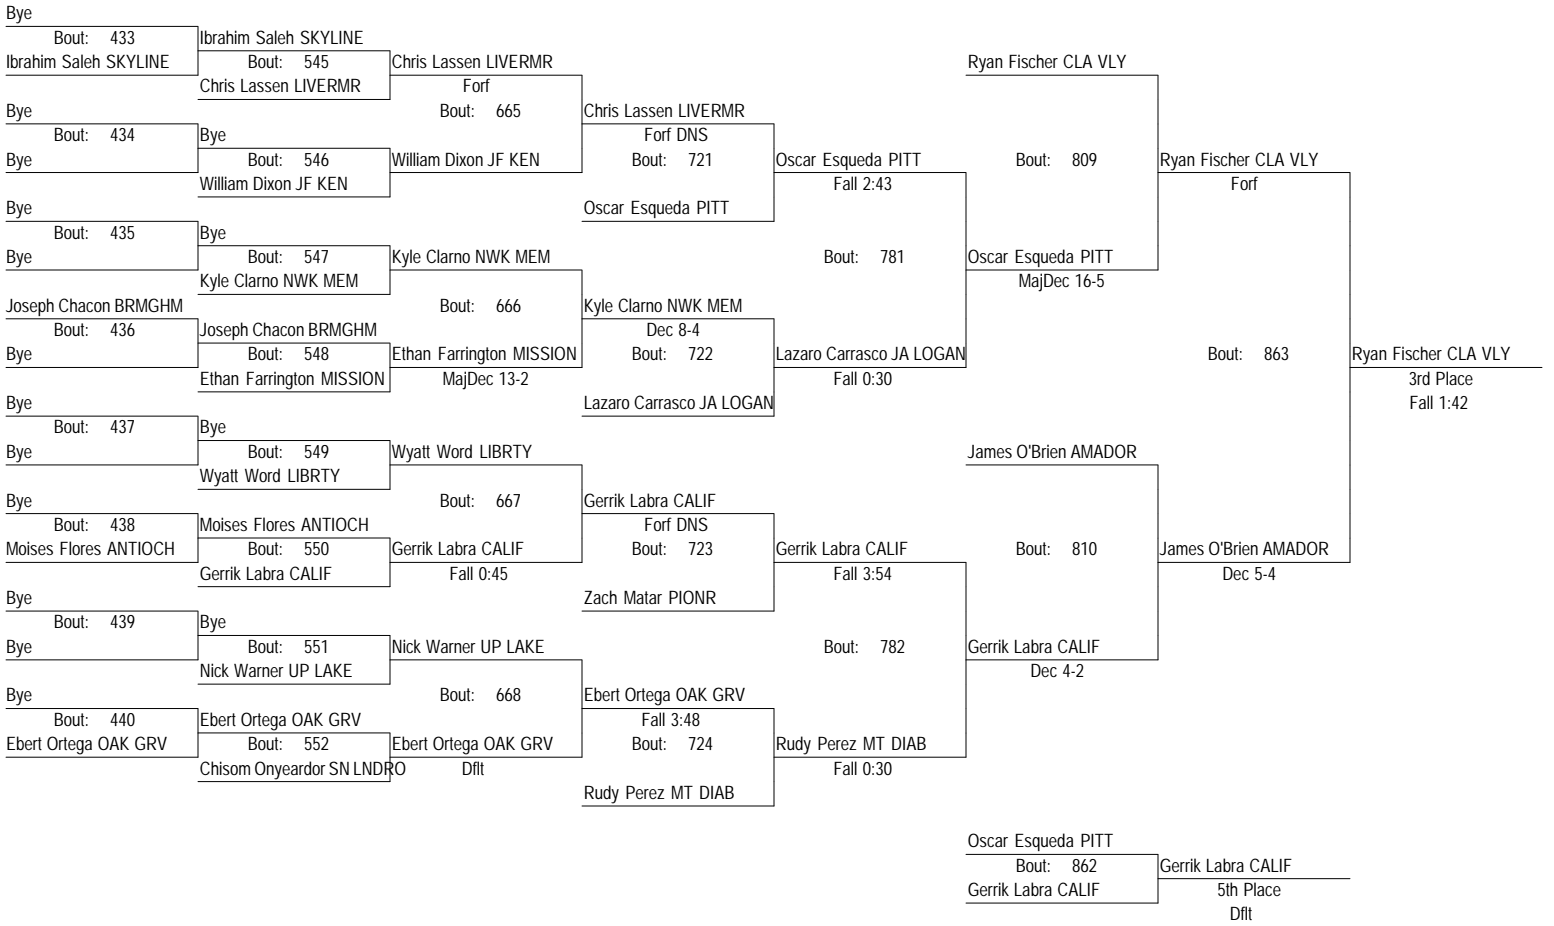 Bye
Bout: 433 Ibrahim Saleh SKYLINE
Ibrahim Saleh SKYLINE Bout: 545 Chris Lassen LIVERMR Ryan Fischer CLA VLY
Chris Lassen LIVERMR Forf
Bye Bout: 665 Chris Lassen LIVERMR
Bout: 434 Bye Forf DNS
Bye Bout: 546 William Dixon JF KEN Bout: 721 Oscar Esqueda PITT Bout: 809 Ryan Fischer CLA VLY
William Dixon JF KEN Fall 2:43 Forf
Bye Oscar Esqueda PITT
Bout: 435 Bye
Bye Bout: 547 Kyle Clarno NWK MEM Bout: 781 Oscar Esqueda PITT
Kyle Clarno NWK MEM MajDec 16-5
Joseph Chacon BRMGHM Bout: 666 Kyle Clarno NWK MEM
Bout: 436 Joseph Chacon BRMGHM Dec 8-4
Bye Bout: 548 Ethan Farrington MISSION Bout: 722 Lazaro Carrasco JA LOGAN Bout: 863 Ryan Fischer CLA VLY
Ethan Farrington MISSION MajDec 13-2 Fall 0:30 3rd Place
Bye Lazaro Carrasco JA LOGAN Fall 1:42
Bout: 437 Bye
Bye Bout: 549 Wyatt Word LIBRTY James O'Brien AMADOR
Wyatt Word LIBRTY
Bye Bout: 667 Gerrik Labra CALIF
Bout: 438 Moises Flores ANTIOCH Forf DNS
Moises Flores ANTIOCH Bout: 550 Gerrik Labra CALIF Bout: 723 Gerrik Labra CALIF Bout: 810 James O'Brien AMADOR
Gerrik Labra CALIF Fall 0:45 Fall 3:54 Dec 5-4
Bye Zach Matar PIONR
Bout: 439 Bye
Bye Bout: 551 Nick Warner UP LAKE Bout: 782 Gerrik Labra CALIF
Nick Warner UP LAKE Dec 4-2
Bye Bout: 668 Ebert Ortega OAK GRV
Bout: 440 Ebert Ortega OAK GRV Fall 3:48
Ebert Ortega OAK GRV Bout: 552 Ebert Ortega OAK GRV Bout: 724 Rudy Perez MT DIAB
Chisom Onyeardor SN LNDRO Dflt Fall 0:30
Rudy Perez MT DIAB
Oscar Esqueda PITT
Bout: 862 Gerrik Labra CALIF
Gerrik Labra CALIF 5th Place
Dflt